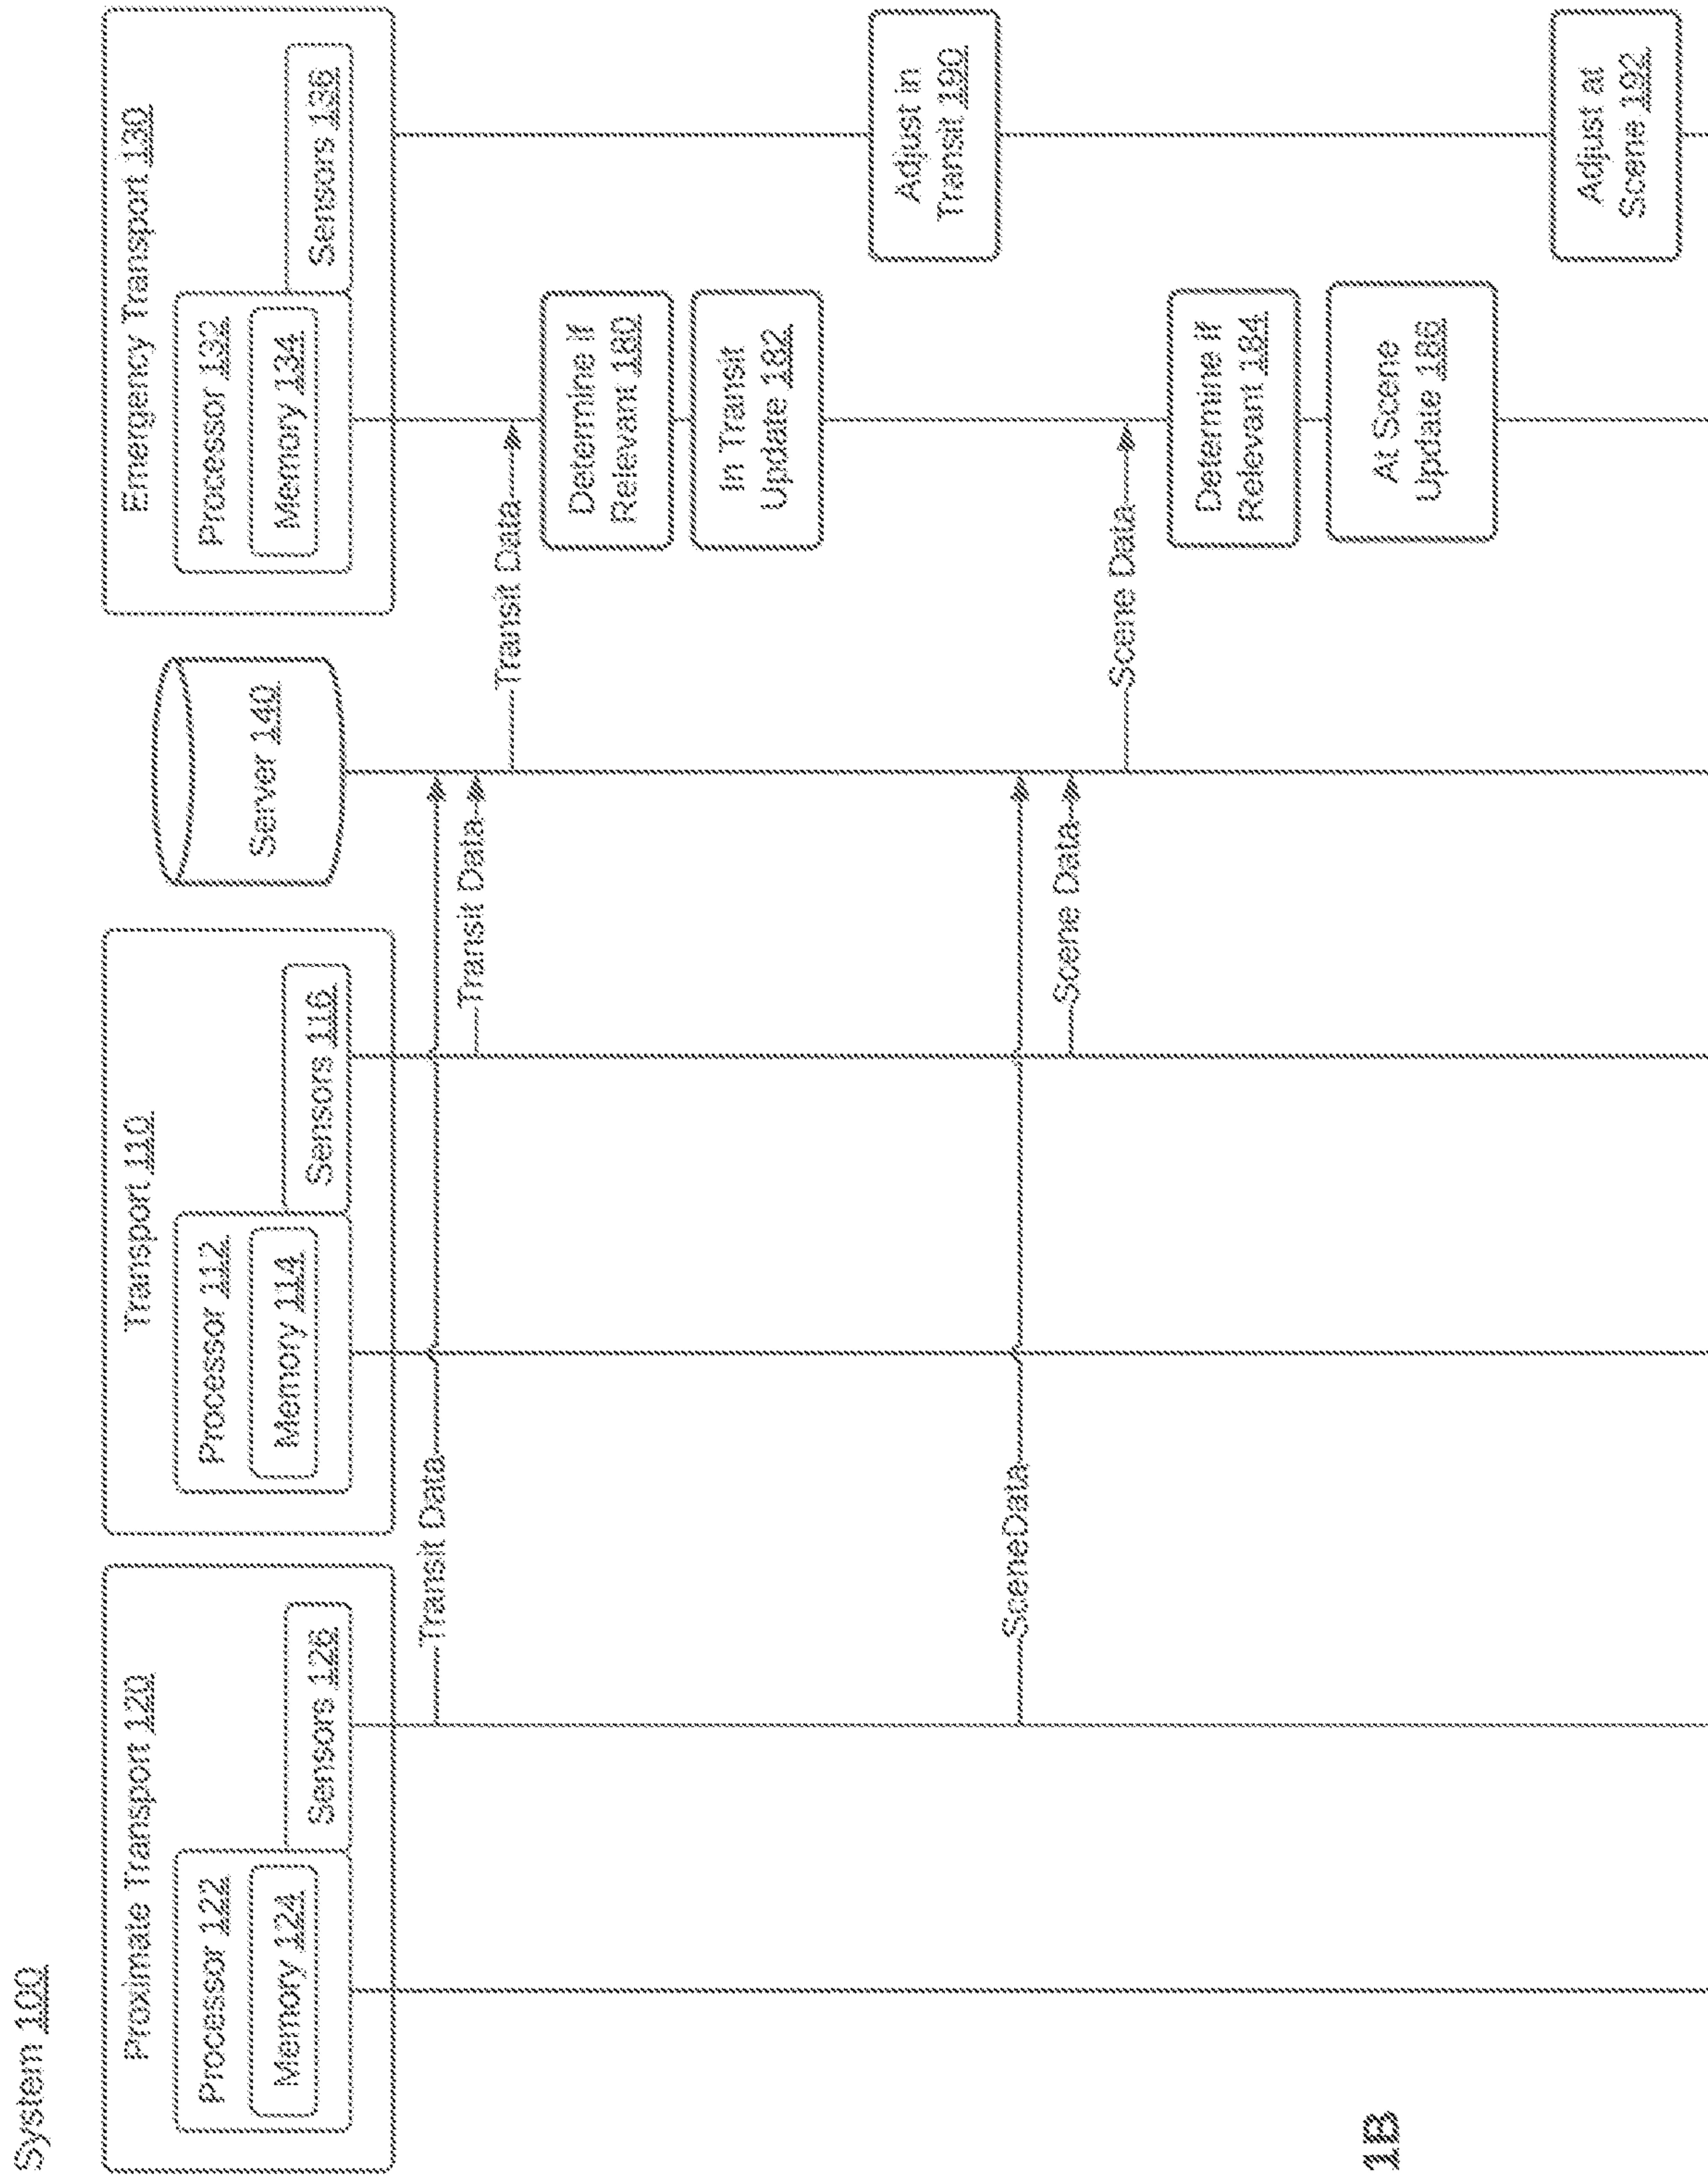 System 100
Proximate Transport 120
Processor 122
Memory 124
Sensors 126
Transport 110
Processor 112
Memory 114
Sensors 116
Server 140
Emergency Transport 130
Processor 132
Memory 134
Sensors 136
Transit Data
Transit Data
Transit Data
Determine If
Relevant 180
In Transit
Update 182
Adjust in
Transit 190
SceneData
Scene Data
Scene Data
Determine If
Relevant 184
At Scene
Update 186
Adjust at
Scene 192
1B